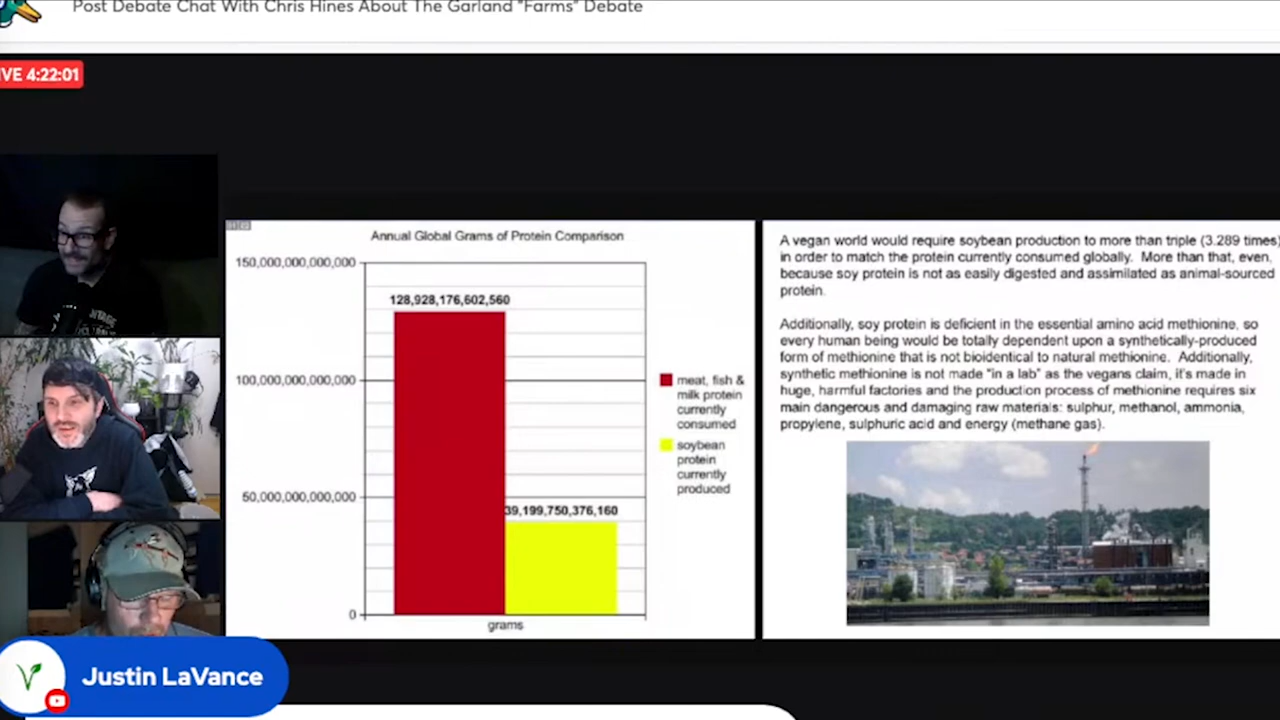 Post Debate Chat With Chris Hines About The Garland "Farms" Debate
IVE 4:22:01
Annual Global Grams of Protein Comparison
150,000,000,000,000
128,928,176,602,560
100,000,000,000,000
50,000,000,000,000
39,199,750,376,160
0
grams
meat, fish &
milk protein
currently
consumed
soybean
protein
currently
produced
A vegan world would require soybean production to more than triple (3.289 times)
in order to match the protein currently consumed globally. More than that, even,
because soy protein is not as easily digested and assimilated as animal-sourced
protein.
Additionally, soy protein is deficient in the essential amino acid methionine, so
every human being would be totally dependent upon a synthetically-produced
form of methionine that is not bioidentical to natural methionine. Additionally,
synthetic methionine is not made "in a lab" as the vegans claim, it's made in
huge, harmful factories and the production process of methionine requires six
main dangerous and damaging raw materials: sulphur, methanol, ammonia,
propylene, sulphuric acid and energy (methane gas).
Justin LaVance